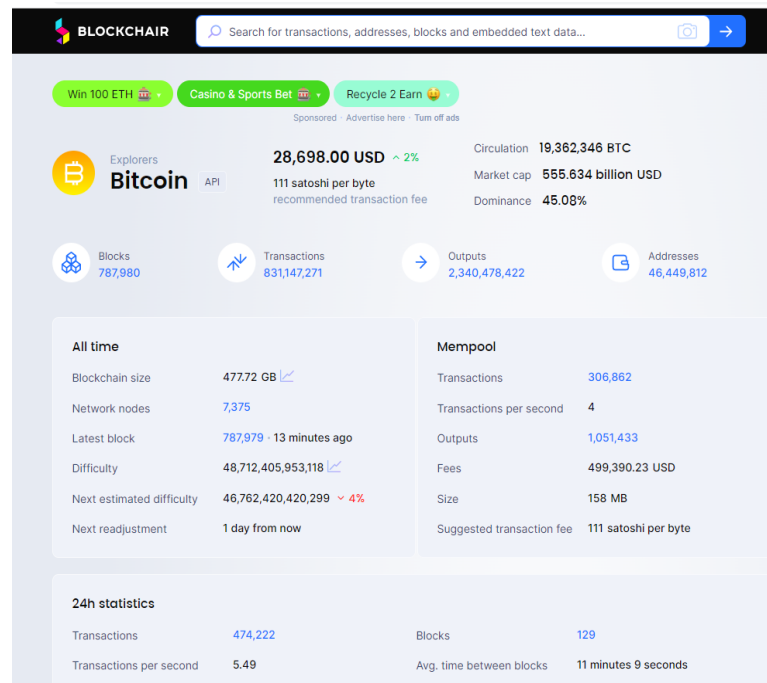 BLOCKCHAIR
Search for transactions, addresses, blocks and embedded text data...
Win 100 ETH
Casino & Sports Bet
Recycle 2 Earn
Sponsored · Advertise here · Turn off ads
Explorers
Bitcoin API
28,698.00 USD 2%
111 satoshi per byte
recommended transaction fee
Circulation 19,362,346 BTC
Market cap 555.634 billion USD
Dominance 45.08%
Blocks
787,980
Transactions
831,147,271
Outputs
2,340,478,422
Addresses
46,449,812
All time
Blockchain size 477.72 GB
Network nodes 7,375
Latest block 787,979 · 13 minutes ago
Difficulty 48,712,405,953,118
Next estimated difficulty 46,762,420,420,299 4%
Next readjustment 1 day from now
Mempool
Transactions 306,862
Transactions per second 4
Outputs 1,051,433
Fees 499,390.23 USD
Size 158 MB
Suggested transaction fee 111 satoshi per byte
24h statistics
Transactions 474,222
Transactions per second 5.49
Blocks 129
Avg. time between blocks 11 minutes 9 seconds